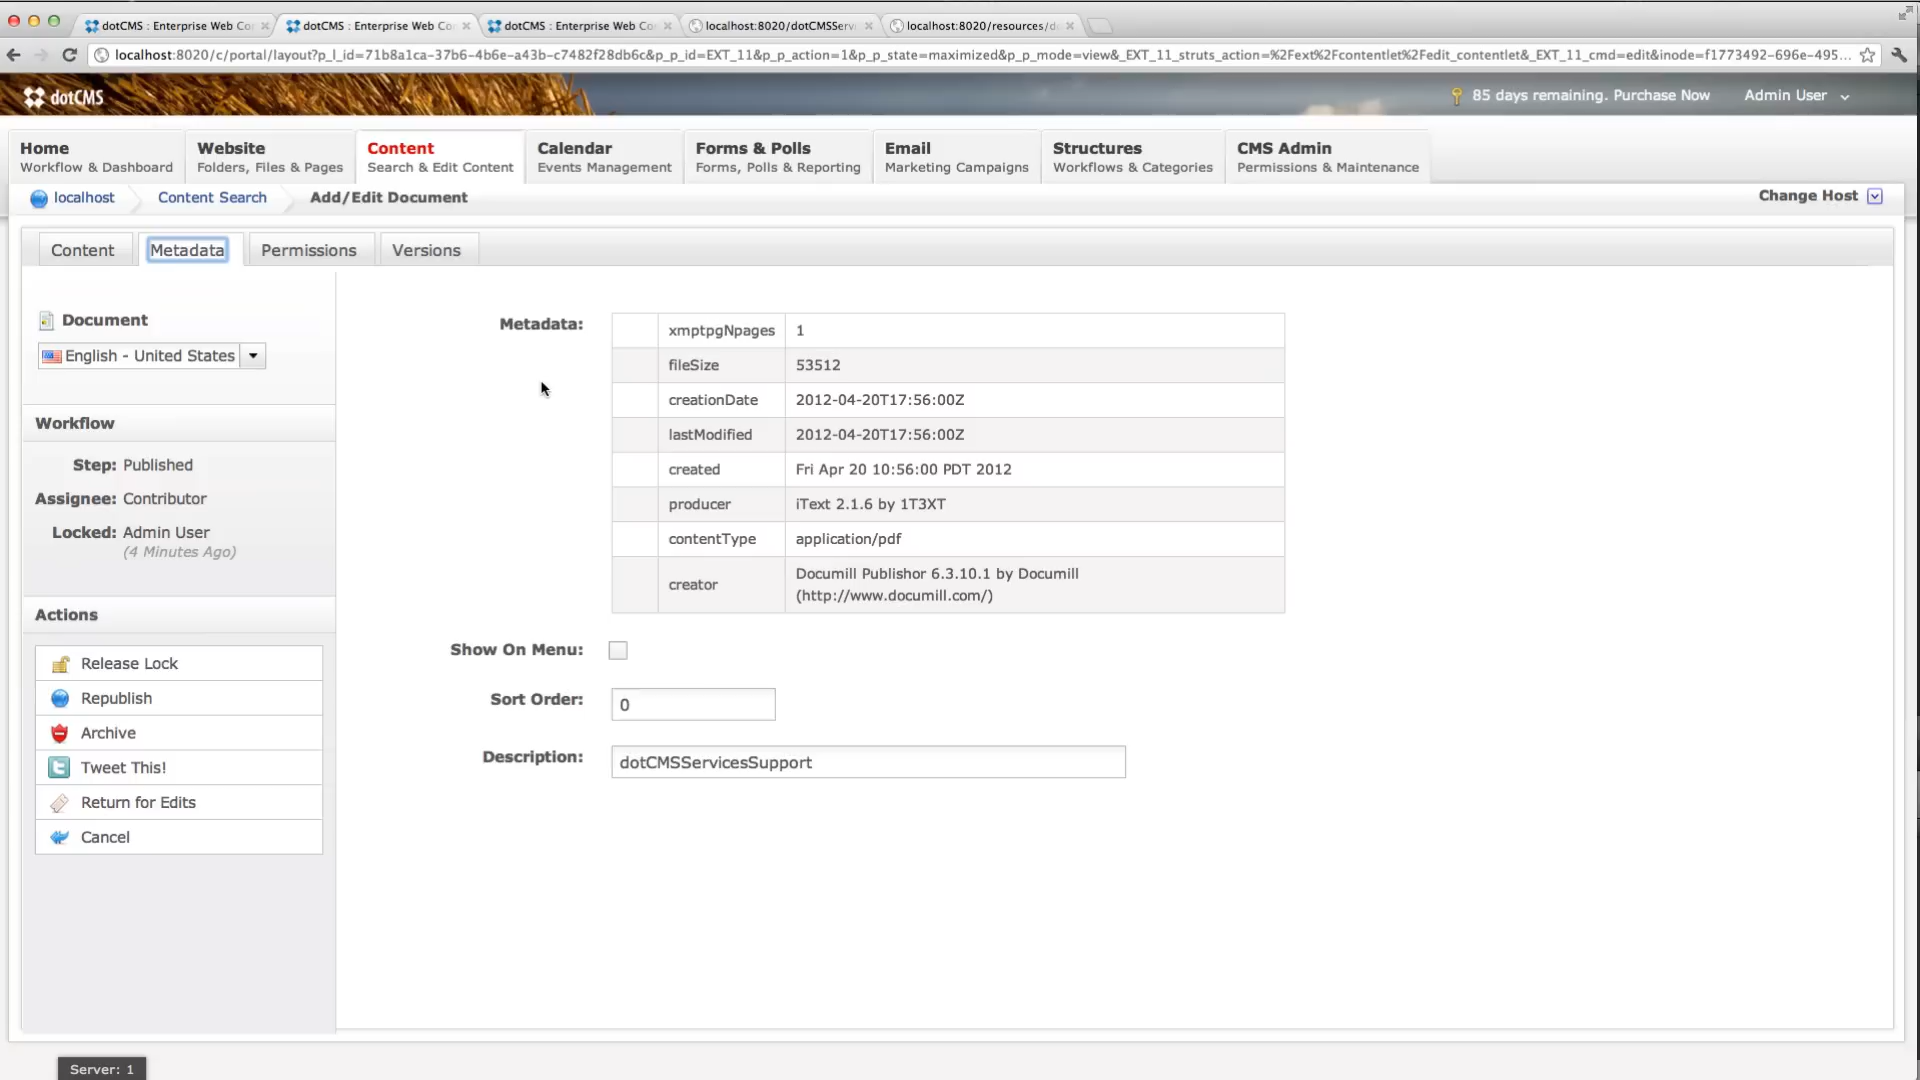 dotCMS : Enterprise Web Co
dotCMS : Enterprise Web Co
dotCMS : Enterprise Web Co
localhost:8020/dotCMSServi
localhost:8020/resources/d
localhost:8020/c/portal/layout?p_l_id=71b8a1ca-37b6-4b6e-a43b-c7482f28db6c&p_p_id=EXT_11&p_p_action=1&p_p_state=maximized&p_p_mode=view&_EXT_11_struts_action=%2Fext%2Fcontentlet%2Fedit_contentlet&_EXT_11_cmd=edit&inode=f1773492-696e-495...
dotCMS
85 days remaining. Purchase Now
Admin User
Home
Workflow & Dashboard
Website
Folders, Files & Pages
Content
Search & Edit Content
Calendar
Events Management
Forms & Polls
Forms, Polls & Reporting
Email
Marketing Campaigns
Structures
Workflows & Categories
CMS Admin
Permissions & Maintenance
localhost
Content Search
Add/Edit Document
Change Host
Content
Metadata
Permissions
Versions
Document
English - United States
Workflow
Step: Published
Assignee: Contributor
Locked: Admin User
(4 Minutes Ago)
Actions
Release Lock
Republish
Archive
Tweet This!
Return for Edits
Cancel
Metadata:
xmptpgNpages 1
fileSize 53512
creationDate 2012-04-20T17:56:00Z
lastModified 2012-04-20T17:56:00Z
created Fri Apr 20 10:56:00 PDT 2012
producer iText 2.1.6 by 1T3XT
contentType application/pdf
creator Documill Publishor 6.3.10.1 by Documill
(http://www.documill.com/)
Show On Menu:
Sort Order: 0
Description: dotCMSServicesSupport
Server: 1